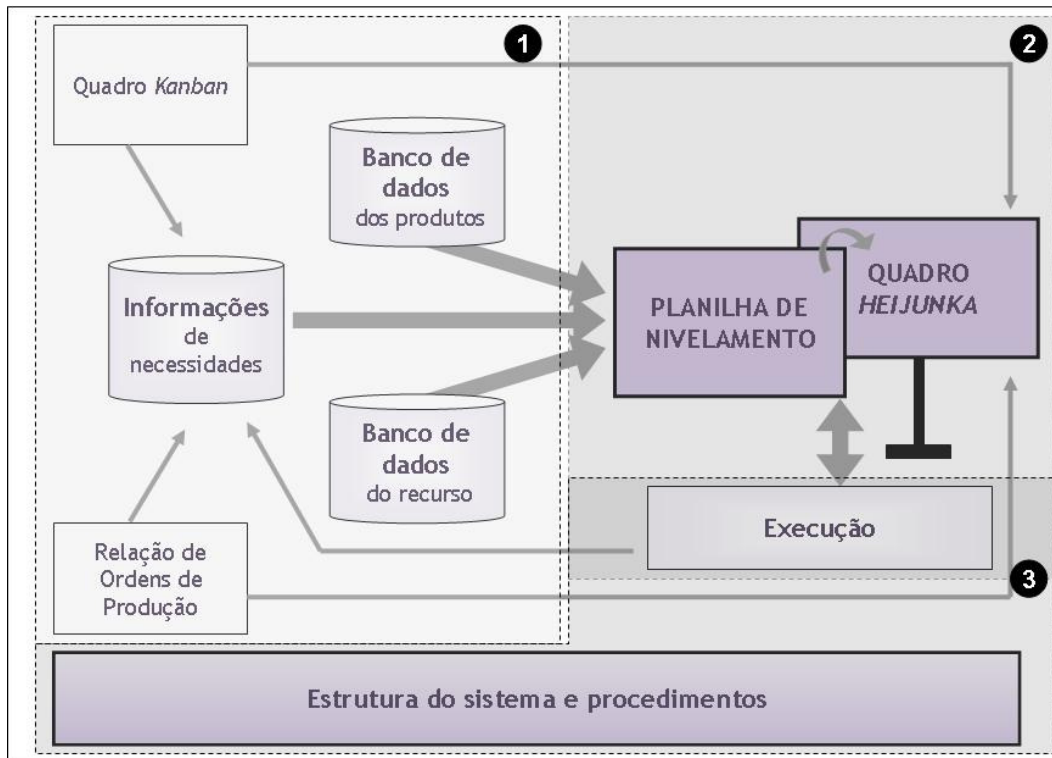 1
2
Quadro Kanban
Banco de
dados
dos produtos
Informações
de
necessidades
QUADRO
HEIJUNKA
PLANILHA DE
NIVELAMENTO
Banco de
dados
do recurso
Execução
Relação de
Ordens de
Produção
3
Estrutura do sistema e procedimentos